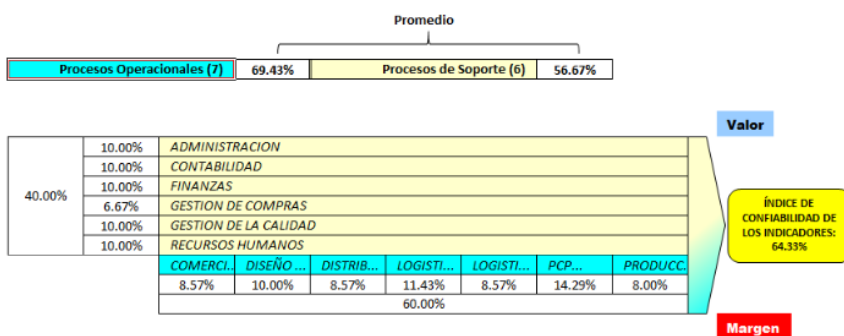 Promedio
Procesos Operacionales (7) 69.43% Procesos de Soporte (6) 56.67%
Valor
10.00% ADMINISTRACION
10.00% CONTABILIDAD
10.00% FINANZAS
40.00%
6.67% GESTION DE COMPRAS
10.00% GESTION DE LA CALIDAD
10.00% RECURSOS HUMANOS
ÍNDICE DE
CONFIABILIDAD DE
LOS INDICADORES:
64.33%
COMERCI... DISEÑO ... DISTRIB... LOGISTI... LOGISTI... PCP... PRODUCC.
8.57% 10.00% 8.57% 11.43% 8.57% 14.29% 8.00%
60.00%
Margen